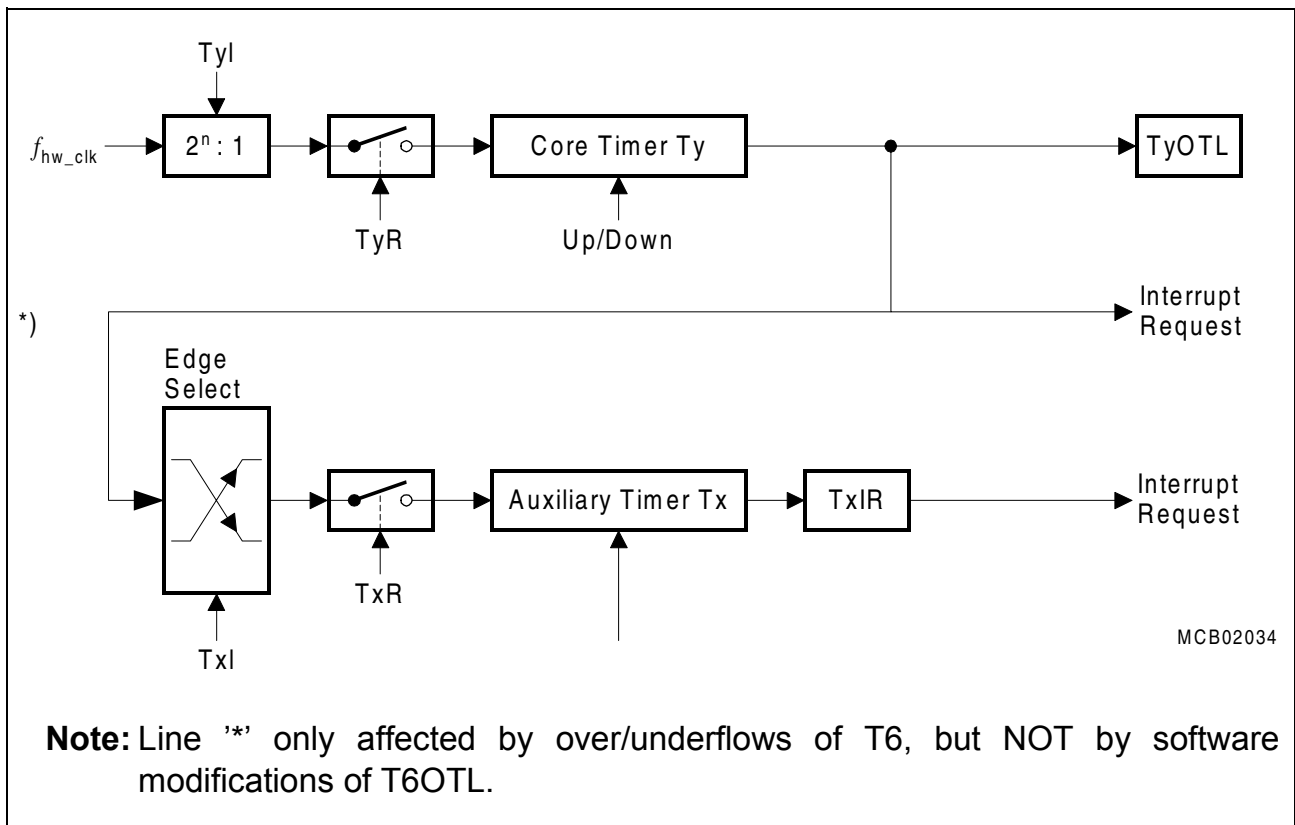 TyI
f hw_clk
2ⁿ : 1
Core Timer Ty
TyOTL
TyR
Up/Down
*)
Interrupt
Request
Edge
Select
Auxiliary Timer Tx
TxIR
Interrupt
Request
TxR
TxI
MCB02034
Note: Line ’*’ only affected by over/underflows of T6, but NOT by software
modifications of T6OTL.